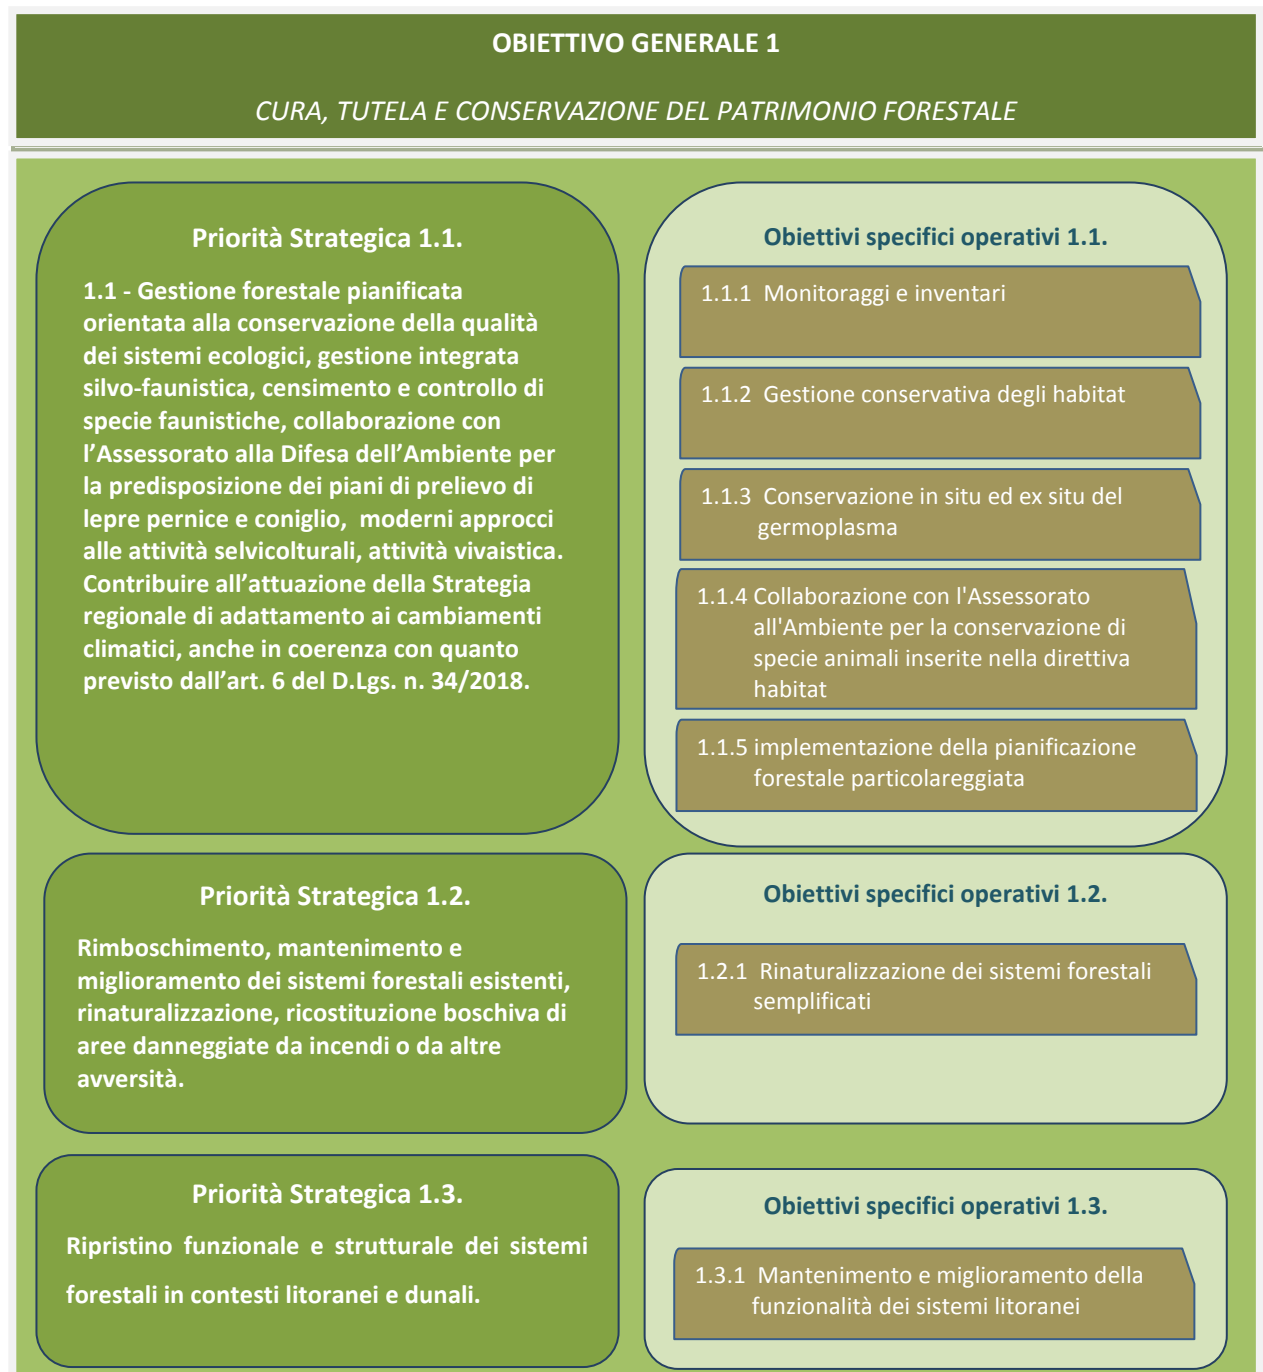 OBIETTIVO GENERALE 1
CURA, TUTELA E CONSERVAZIONE DEL PATRIMONIO FORESTALE
Priorità Strategica 1.1.
1.1 - Gestione forestale pianificata
orientata alla conservazione della qualità
dei sistemi ecologici, gestione integrata
silvo-faunistica, censimento e controllo di
specie faunistiche, collaborazione con
l’Assessorato alla Difesa dell’Ambiente per
la predisposizione dei piani di prelievo di
lepre pernice e coniglio, moderni approcci
alle attività selvicolturali, attività vivaistica.
Contribuire all’attuazione della Strategia
regionale di adattamento ai cambiamenti
climatici, anche in coerenza con quanto
previsto dall’art. 6 del D.Lgs. n. 34/2018.
Obiettivi specifici operativi 1.1.
1.1.1 Monitoraggi e inventari
1.1.2 Gestione conservativa degli habitat
1.1.3 Conservazione in situ ed ex situ del
germoplasma
1.1.4 Collaborazione con l'Assessorato
all'Ambiente per la conservazione di
specie animali inserite nella direttiva
habitat
1.1.5 implementazione della pianificazione
forestale particolareggiata
Priorità Strategica 1.2.
Rimboschimento, mantenimento e
miglioramento dei sistemi forestali esistenti,
rinaturalizzazione, ricostituzione boschiva di
aree danneggiate da incendi o da altre
avversità.
Obiettivi specifici operativi 1.2.
1.2.1 Rinaturalizzazione dei sistemi forestali
semplificati
Priorità Strategica 1.3.
Ripristino funzionale e strutturale dei sistemi
forestali in contesti litoranei e dunali.
Obiettivi specifici operativi 1.3.
1.3.1 Mantenimento e miglioramento della
funzionalità dei sistemi litoranei